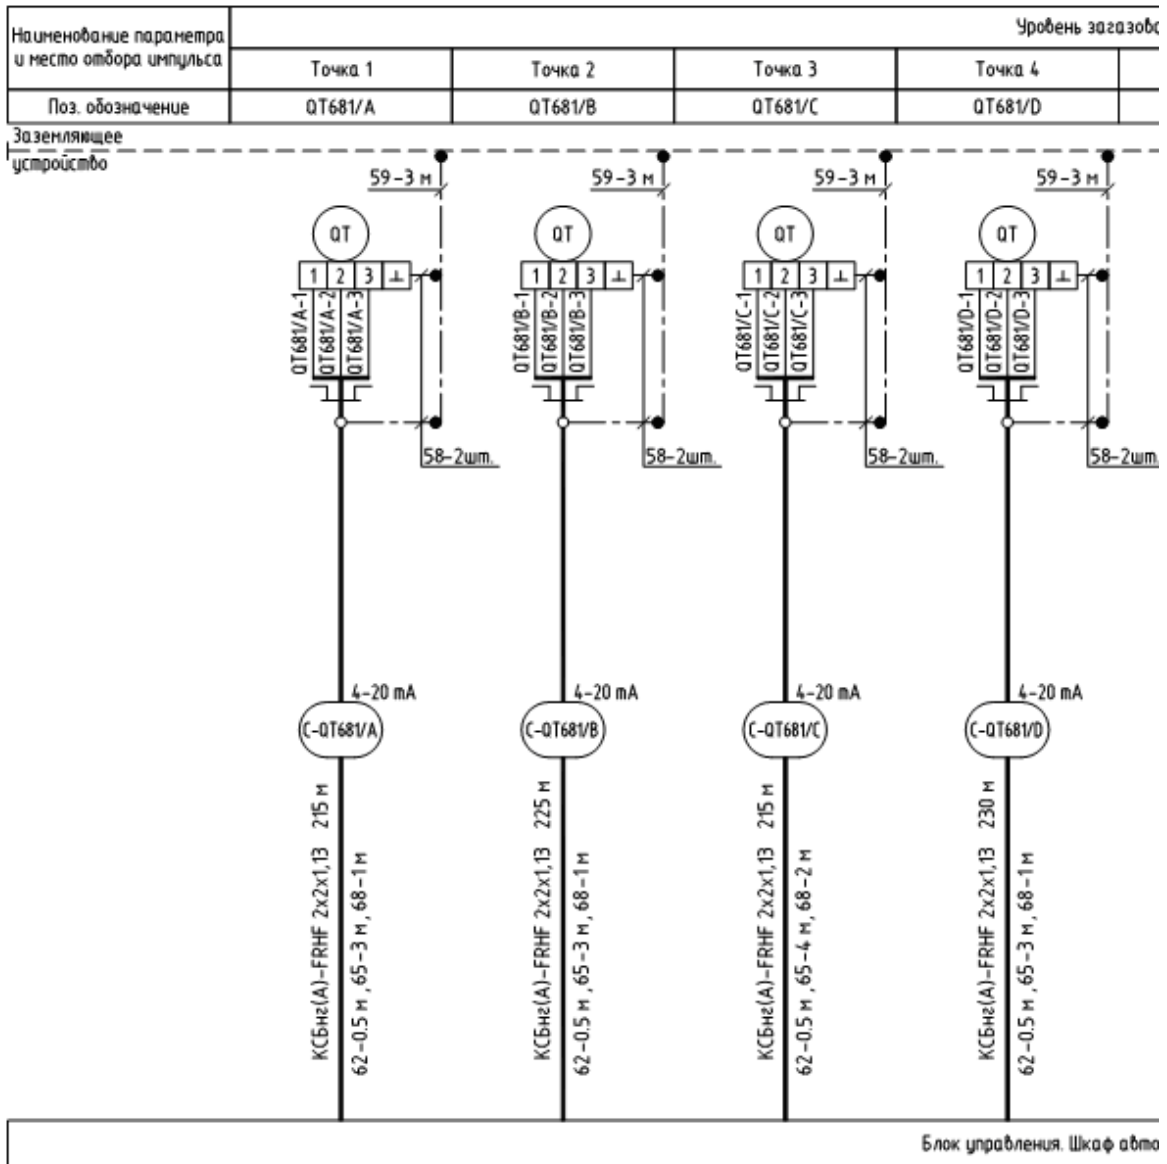 Наименование параметра
и место отбора импульса
Уровень загазова
Точка 1
Точка 2
Точка 3
Точка 4
Поз. обозначение
QT681/A
QT681/B
QT681/C
QT681/D
Заземляющее
устройство
59-3 м
59-3 м
59-3 м
59-3 м
QT
QT
QT
QT
1 2 3
1 2 3
1 2 3
1 2 3
QT681/A-1
QT681/A-2
QT681/A-3
QT681/B-1
QT681/B-2
QT681/B-3
QT681/C-1
QT681/C-2
QT681/C-3
QT681/D-1
QT681/D-2
QT681/D-3
58-2шт.
58-2шт.
58-2шт.
58-2шт.
4-20 mA
4-20 mA
4-20 mA
4-20 mA
C-QT681/A
C-QT681/B
C-QT681/C
C-QT681/D
КСБнг(А)-FRHF 2x2x1,13 215 м
62-0.5 м ,65-3 м, 68-1 м
КСБнг(А)-FRHF 2x2x1,13 225 м
62-0.5 м ,65-3 м, 68-1 м
КСБнг(А)-FRHF 2x2x1,13 215 м
62-0.5 м ,65-4 м, 68-2 м
КСБнг(А)-FRHF 2x2x1,13 230 м
62-0.5 м ,65-3 м, 68-1 м
Блок управления. Шкаф авто